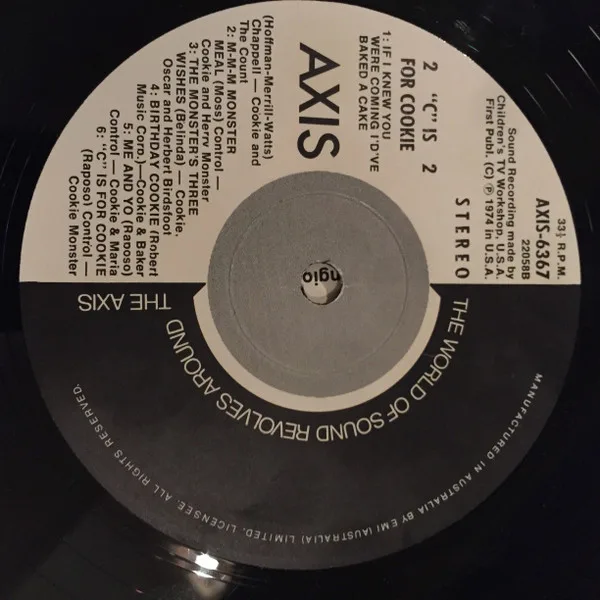 33⅓ R.P.M.
22058B
AXIS-6367
Sound Recording made by
Children's TV Workshop, U.S.A.
First Publ. (C) Ⓟ 1974 in U.S.A.
STEREO
2 "C" IS 2
FOR COOKIE
1: IF I KNEW YOU
WERE COMING I'D'VE
BAKED A CAKE
AXIS
(Hoffman-Merrill-Watts)
Chappell — Cookie and
The Count
2: M-M-M MONSTER
MEAL (Moss) Control —
Cookie and Herry Monster
3: THE MONSTER'S THREE
WISHES (Belinda) — Cookie,
Oscar and Herbert Birdsfoot
4: BIRTHDAY COOKIE (Robert
Music Corp.)—Cookie & Baker
5: ME AND YOU (Raposo)
Control — Cookie & Maria
6: "C" IS FOR COOKIE
(Raposo) Control —
Cookie Monster
THE WORLD OF SOUND REVOLVES AROUND THE AXIS
MANUFACTURED IN AUSTRALIA BY EMI (AUSTRALIA) LIMITED. LICENSEE. ALL RIGHTS RESERVED.
ngio